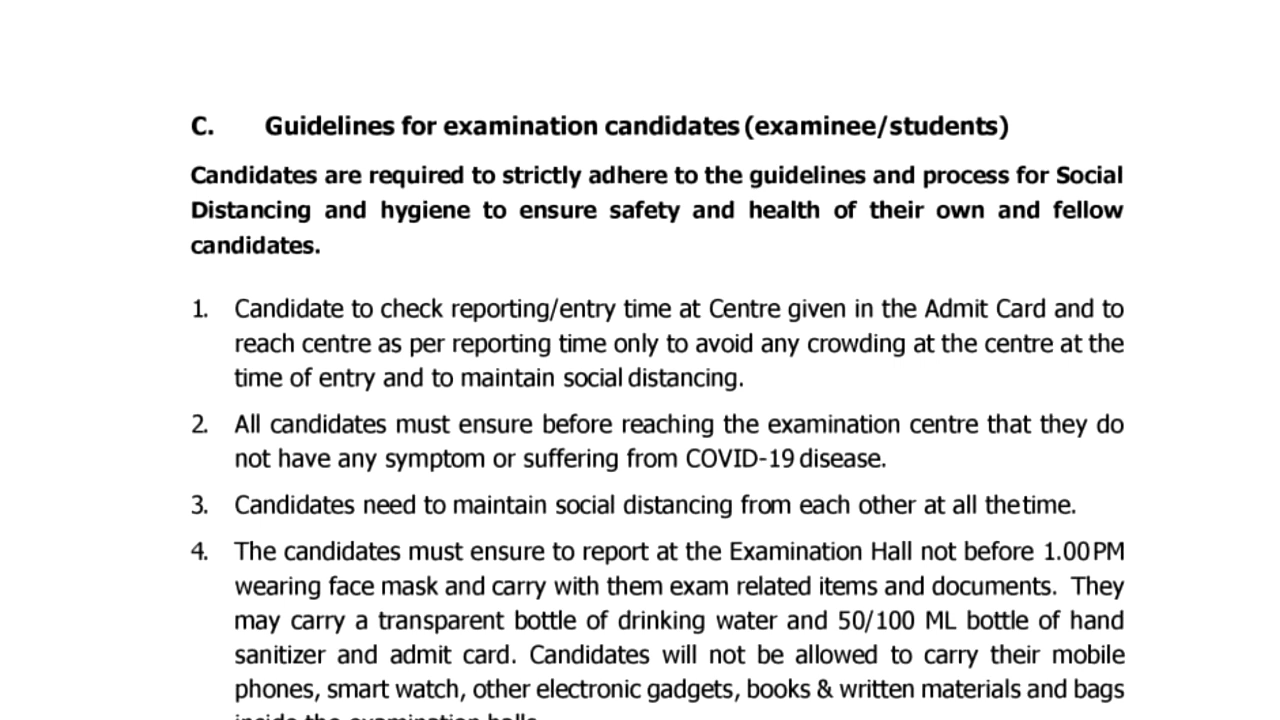 C. Guidelines for examination candidates (examinee/students)
Candidates are required to strictly adhere to the guidelines and process for Social
Distancing and hygiene to ensure safety and health of their own and fellow
candidates.
1. Candidate to check reporting/entry time at Centre given in the Admit Card and to
reach centre as per reporting time only to avoid any crowding at the centre at the
time of entry and to maintain social distancing.
2. All candidates must ensure before reaching the examination centre that they do
not have any symptom or suffering from COVID-19 disease.
3. Candidates need to maintain social distancing from each other at all thetime.
4. The candidates must ensure to report at the Examination Hall not before 1.00 PM
wearing face mask and carry with them exam related items and documents. They
may carry a transparent bottle of drinking water and 50/100 ML bottle of hand
sanitizer and admit card. Candidates will not be allowed to carry their mobile
phones, smart watch, other electronic gadgets, books & written materials and bags
inside the examination halls.